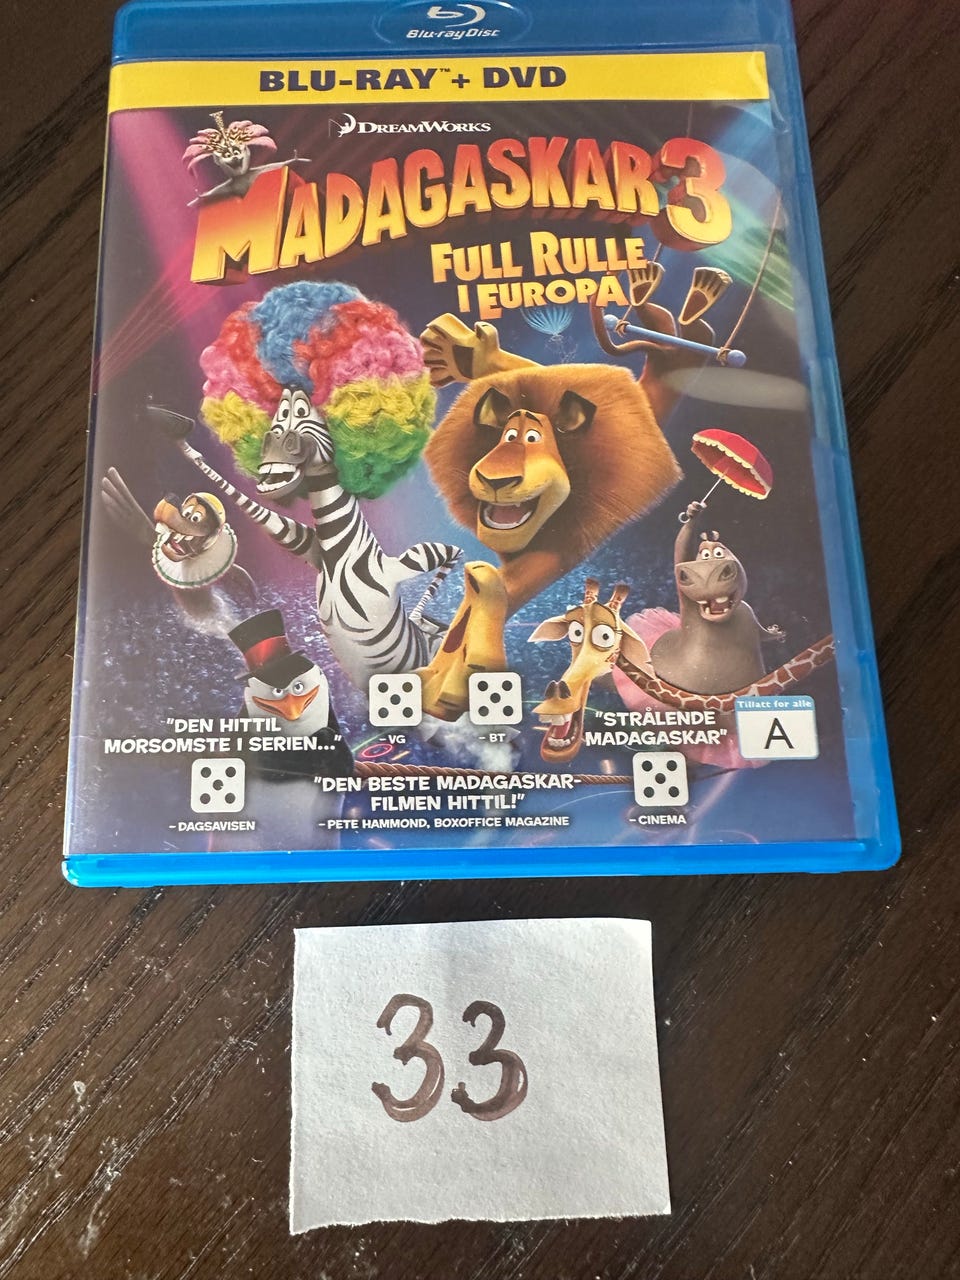 Blu-ray Disc
BLU-RAY™ + DVD
DREAMWORKS
MADAGASKAR 3
FULL RULLE
I EUROPA
"DEN HITTIL
MORSOMSTE I SERIEN..."
- DAGSAVISEN
- VG
- BT
"DEN BESTE MADAGASKAR-
FILMEN HITTIL!"
- PETE HAMMOND, BOXOFFICE MAGAZINE
"STRÅLENDE
MADAGASKAR"
- CINEMA
Tillatt for alle
A
33